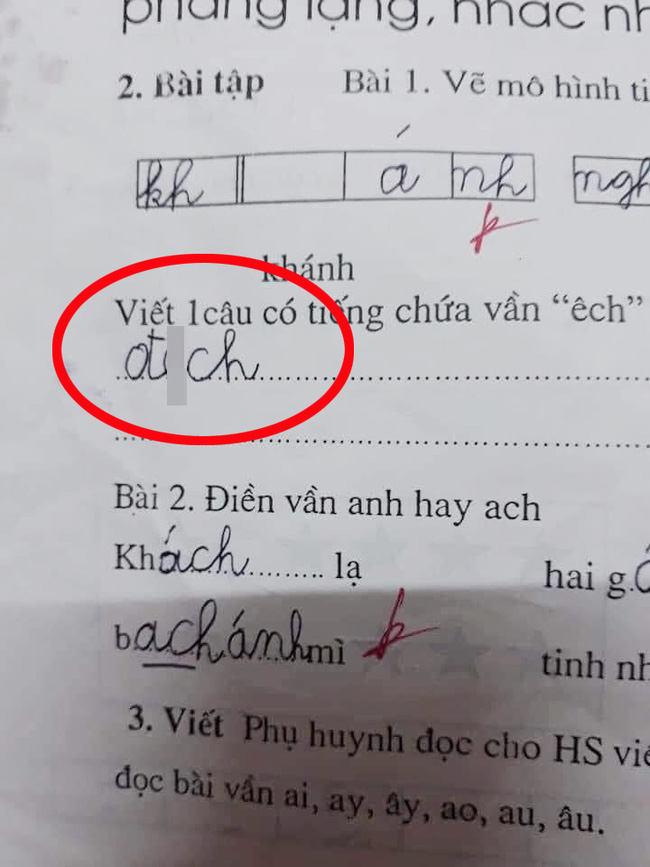 phăng lặng, nhắc nh
2. Bài tập Bài 1. Vẽ mô hình ti
kh á nh ngh
khánh
Viết 1câu có tiếng chứa vần “êch”
ch
Bài 2. Điền vần anh hay ach
Khách lạ hai g
bachánhmì tinh nh
3. Viết Phụ huynh đọc cho HS viế
đọc bài vần ai, ay, ây, ao, au, âu.